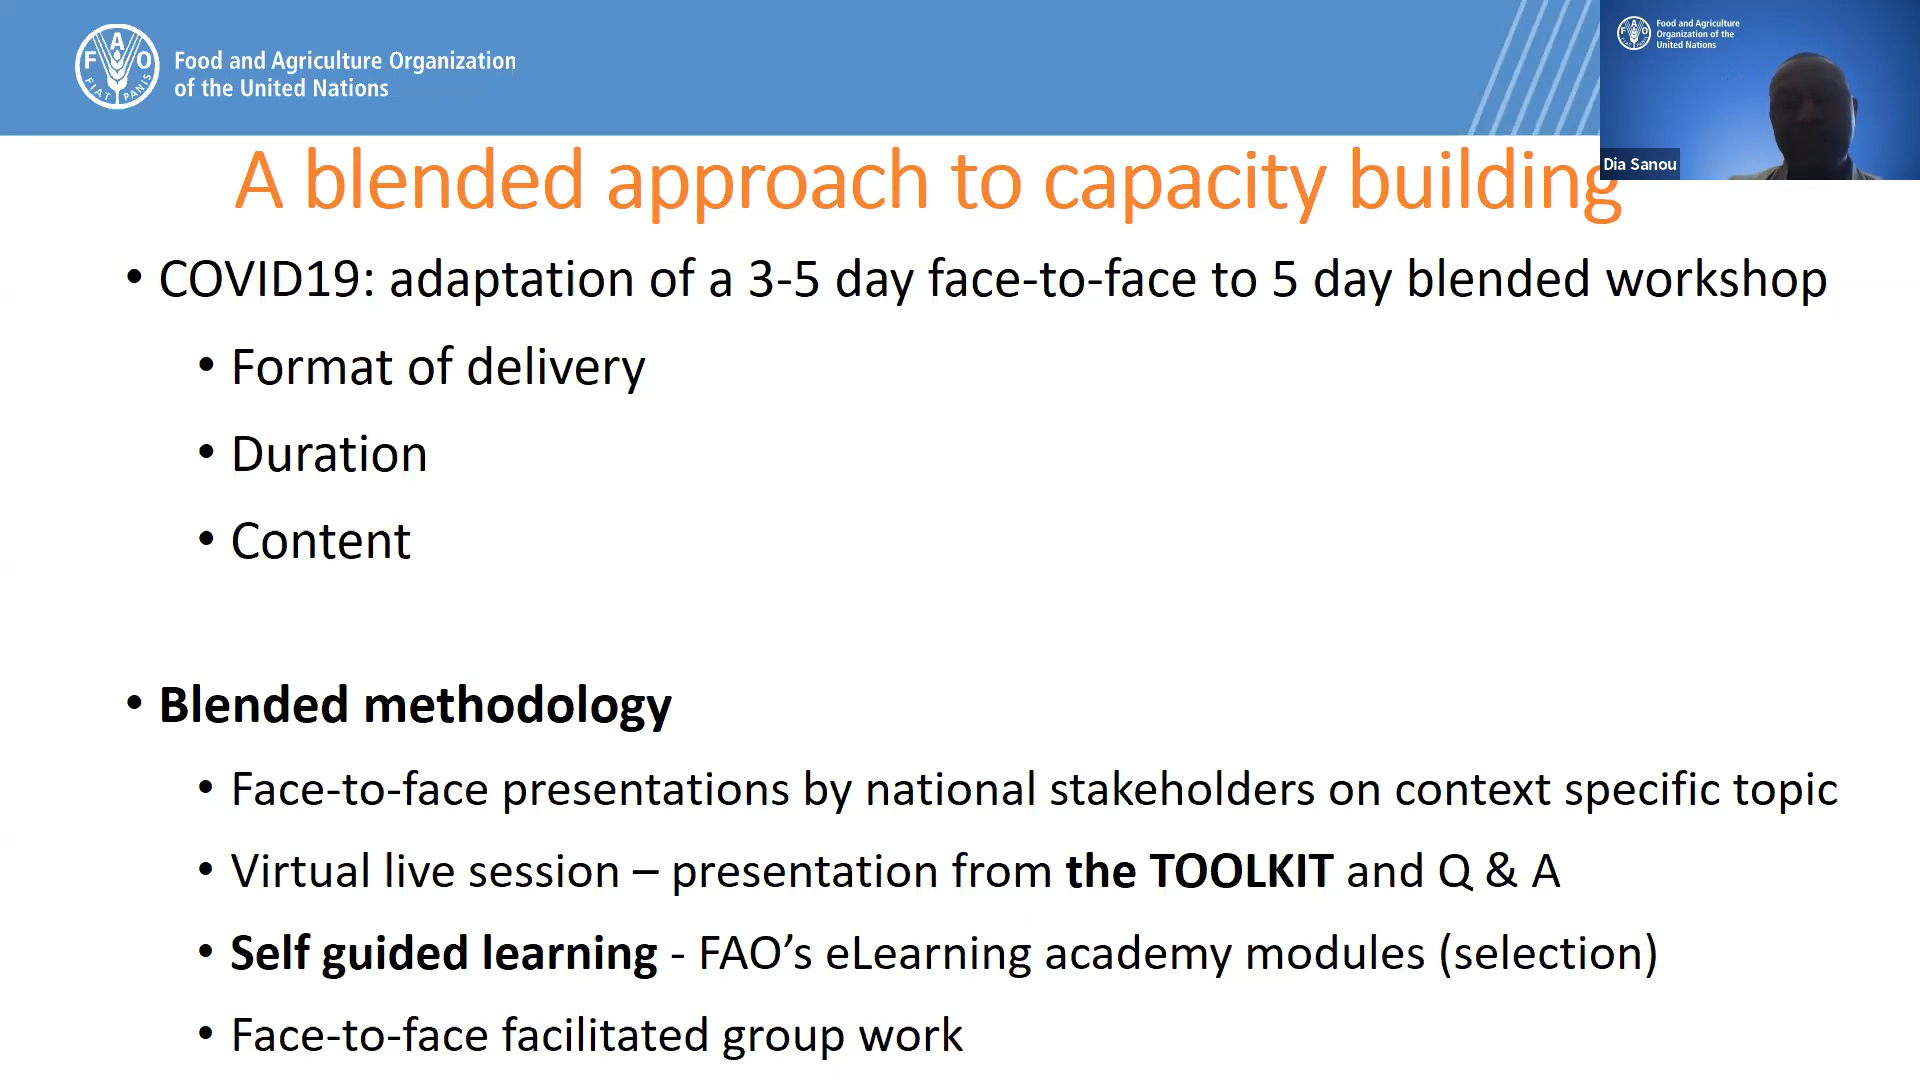 Food and Agriculture Organization
of the United Nations
Food and Agriculture
Organization of the
United Nations
Dia Sanou
A blended approach to capacity building
• COVID19: adaptation of a 3-5 day face-to-face to 5 day blended workshop
• Format of delivery
• Duration
• Content
• Blended methodology
• Face-to-face presentations by national stakeholders on context specific topic
• Virtual live session – presentation from the TOOLKIT and Q & A
• Self guided learning - FAO’s eLearning academy modules (selection)
• Face-to-face facilitated group work
F A O
FIAT PANIS